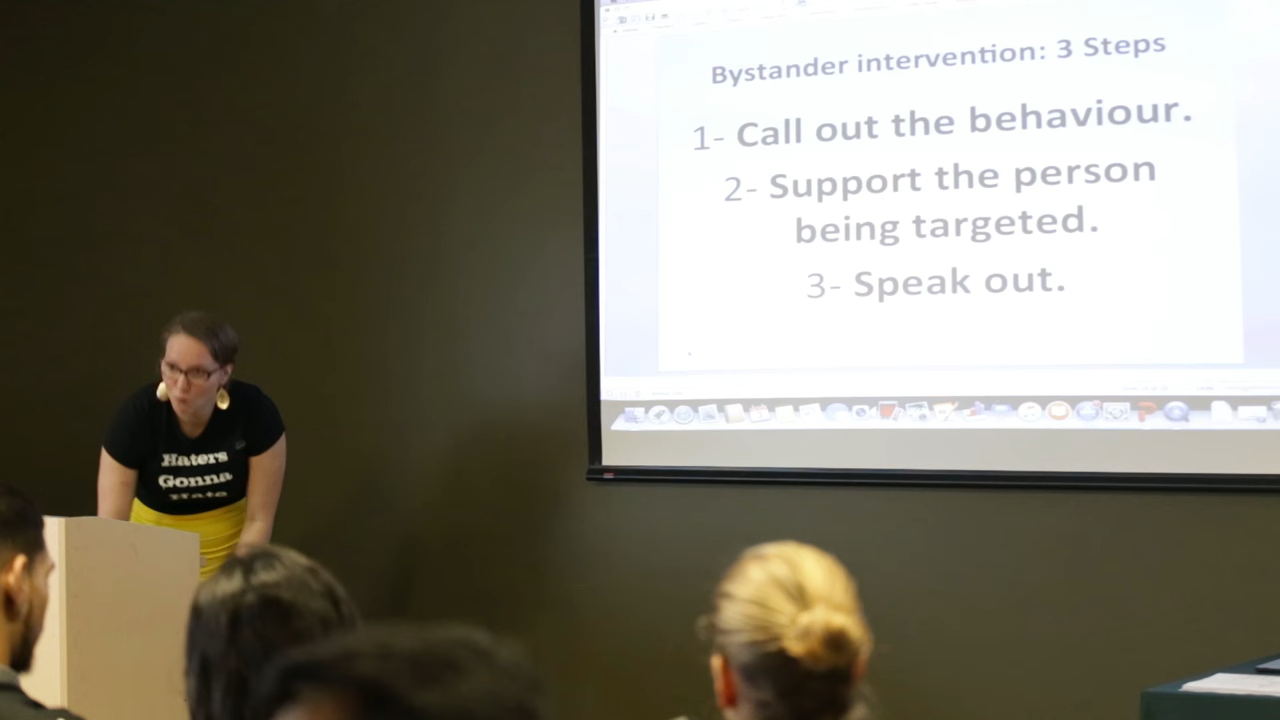 Bystander intervention: 3 Steps
1- Call out the behaviour.
2- Support the person
being targeted.
3- Speak out.
Haters
Gonna
Hate